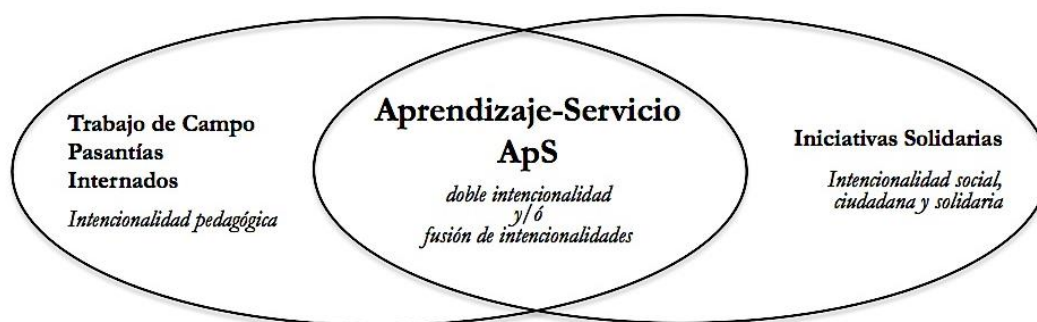 Trabajo de Campo
Pasantías
Internados
Intencionalidad pedagógica
Aprendizaje-Servicio
ApS
doble intencionalidad
y/ó
fusión de intencionalidades
Iniciativas Solidarias
Intencionalidad social,
ciudadana y solidaria